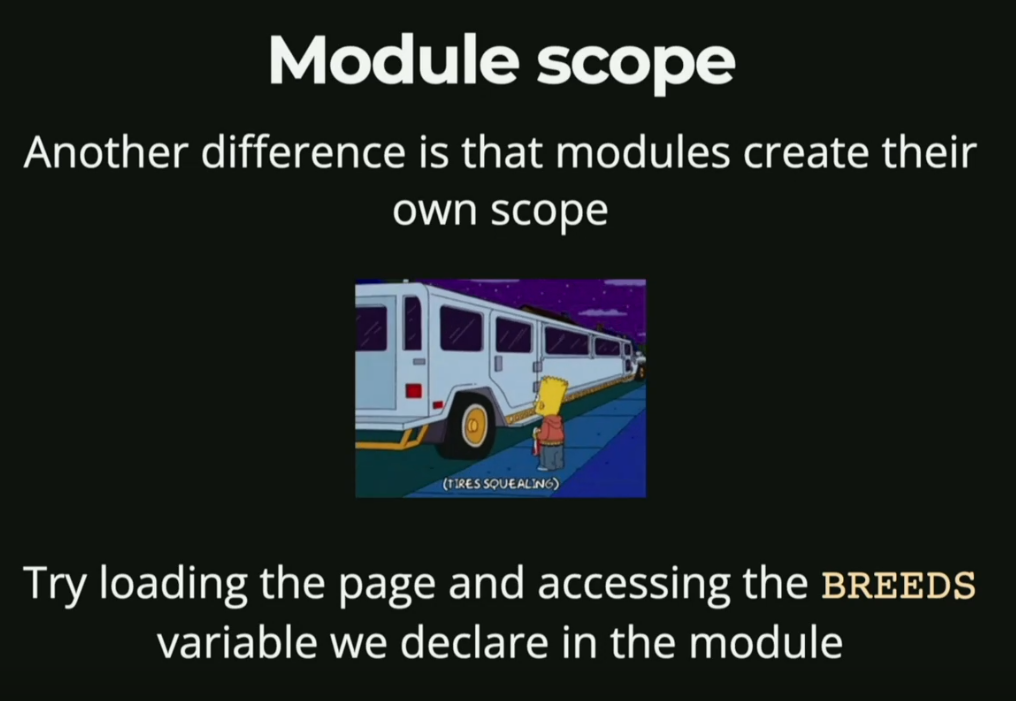 Module scope
Another difference is that modules create their
own scope
(TIRES SQUEALING)
Try loading the page and accessing the BREEDS
variable we declare in the module